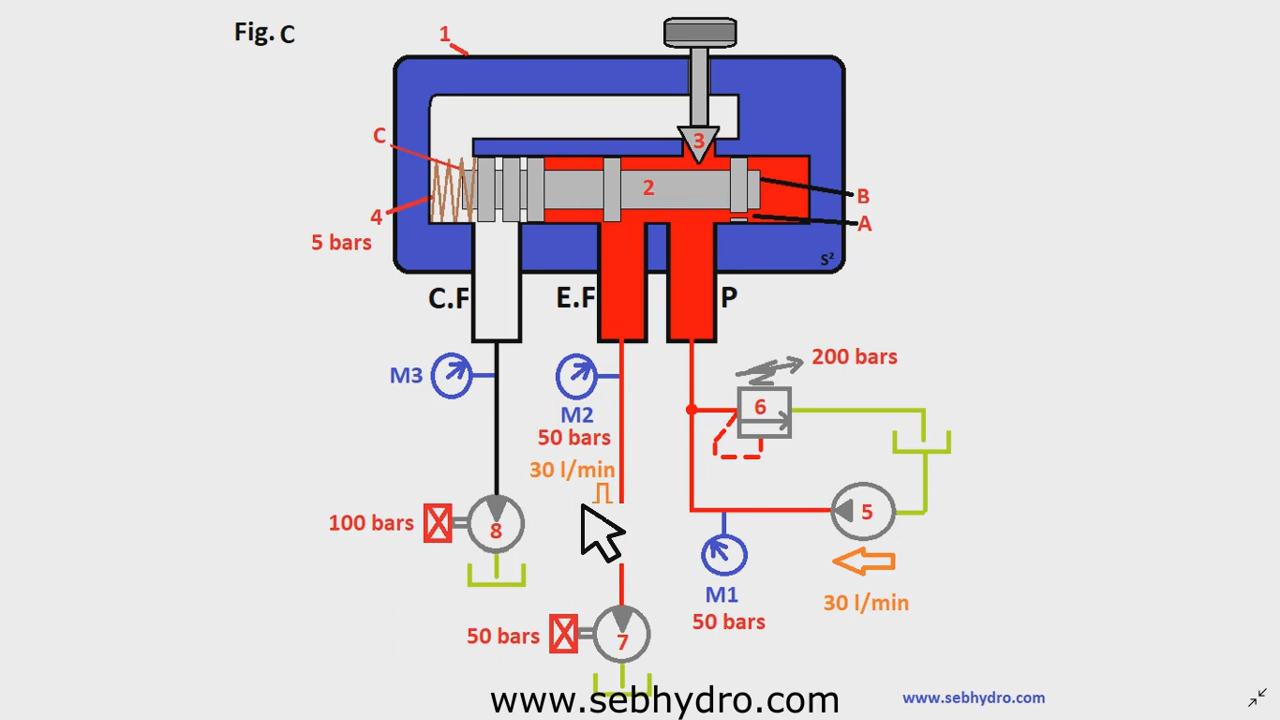 Fig. C
1
3
C
2
B
4
A
5 bars
S²
C.F
E.F
P
M3
200 bars
6
M2
50 bars
30 l/min
100 bars
8
5
M1
30 l/min
50 bars
50 bars
7
www.sebhydro.com
www.sebhydro.com